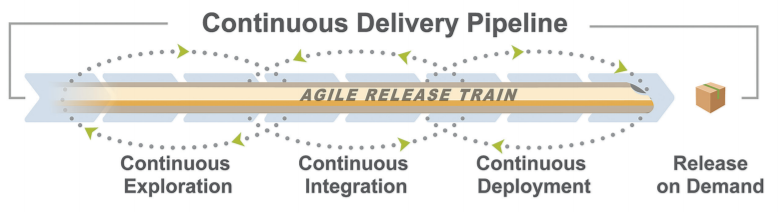 Continuous Delivery Pipeline
AGILE RELEASE TRAIN
Continuous
Exploration
Continuous
Integration
Continuous
Deployment
Release
on Demand